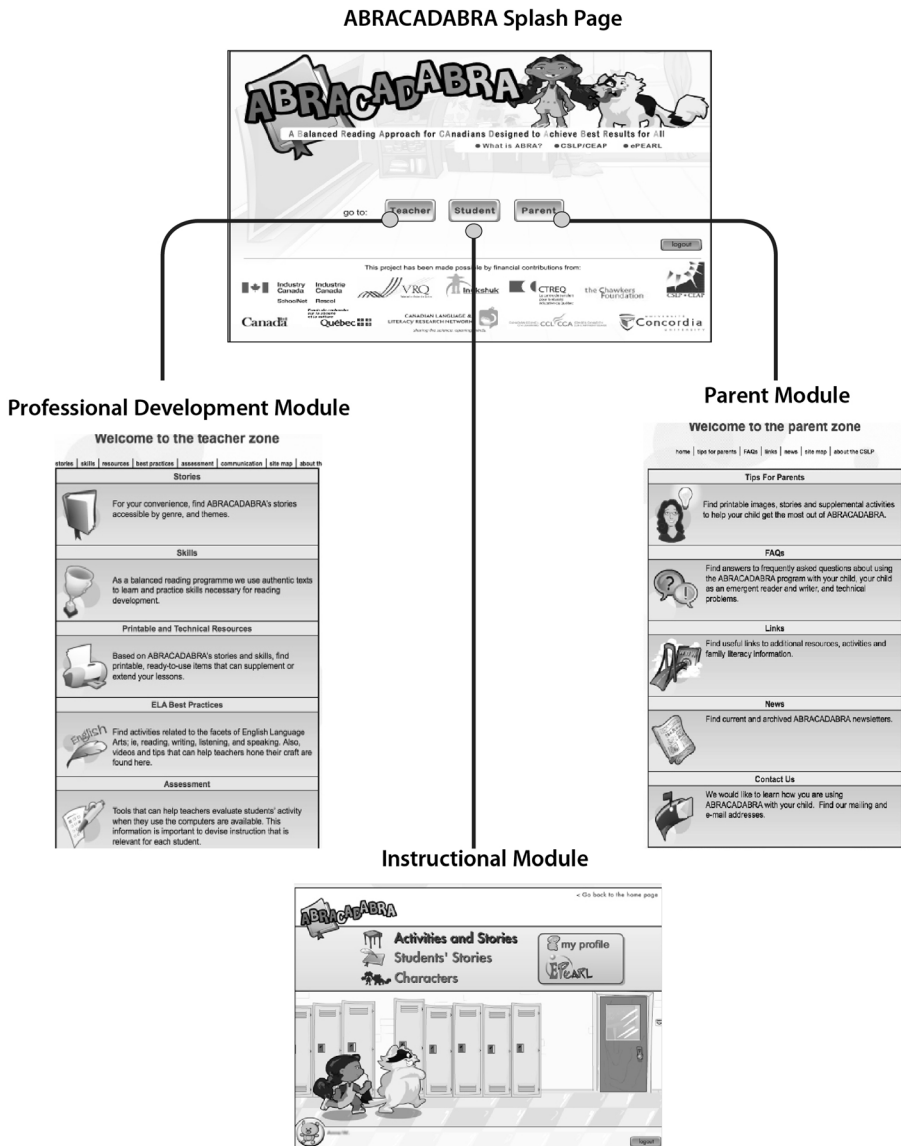 ABRACADABRA Splash Page
ABRACADABRA
A Balanced Reading Approach for CAnadians Designed to Achieve Best Results for All
What is ABRA? CSLP/CEAP ePEARL
go to: Teacher Student Parent
logout
This project has been made possible by financial contributions from:
Industry Canada Industrie Canada
SchoolNet Rescol
VRQ
Inukshuk
CTREQ
the Chawkers Foundation
CSLP • CEAP
Canada
Québec
CANADIAN LANGUAGE & LITERACY RESEARCH NETWORK
CCL CCA
UNIVERSITÉ
Concordia
UNIVERSITY
Professional Development Module
Welcome to the teacher zone
stories | skills | resources | best practices | assessment | communication | site map | about th
Stories
For your convenience, find ABRACADABRA's stories
accessible by genre, and themes.
Skills
As a balanced reading programme we use authentic texts
to learn and practice skills necessary for reading
development.
Printable and Technical Resources
Based on ABRACADABRA's stories and skills, find
printable, ready-to-use items that can supplement or
extend your lessons.
ELA Best Practices
English
Find activities related to the facets of English Language
Arts; ie, reading, writing, listening, and speaking. Also,
videos and tips that can help teachers hone their craft are
found here.
Assessment
Tools that can help teachers evaluate students' activity
when they use the computers are available. This
information is important to devise instruction that is
relevant for each student.
Parent Module
Welcome to the parent zone
home | tips for parents | FAQs | links | news | site map | about the CSLP
Tips For Parents
Find printable images, stories and supplemental activities
to help your child get the most out of ABRACADABRA.
FAQs
Find answers to frequently asked questions about using
the ABRACADABRA program with your child, your child
as an emergent reader and writer, and technical
problems.
Links
Find useful links to additional resources, activities and
family literacy information.
News
Find current and archived ABRACADABRA newsletters.
Contact Us
We would like to learn how you are using
ABRACADABRA with your child. Find our mailing and
e-mail addresses.
Instructional Module
< Go back to the home page
ABRACADABRA
Activities and Stories
Students' Stories
Characters
my profile
EPEARL
logout